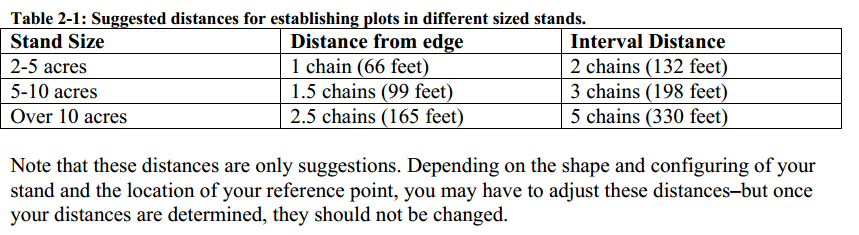 Table 2-1: Suggested distances for establishing plots in different sized stands.
Stand Size Distance from edge Interval Distance
2-5 acres 1 chain (66 feet) 2 chains (132 feet)
5-10 acres 1.5 chains (99 feet) 3 chains (198 feet)
Over 10 acres 2.5 chains (165 feet) 5 chains (330 feet)
Note that these distances are only suggestions. Depending on the shape and configuring of your
stand and the location of your reference point, you may have to adjust these distances–but once
your distances are determined, they should not be changed.